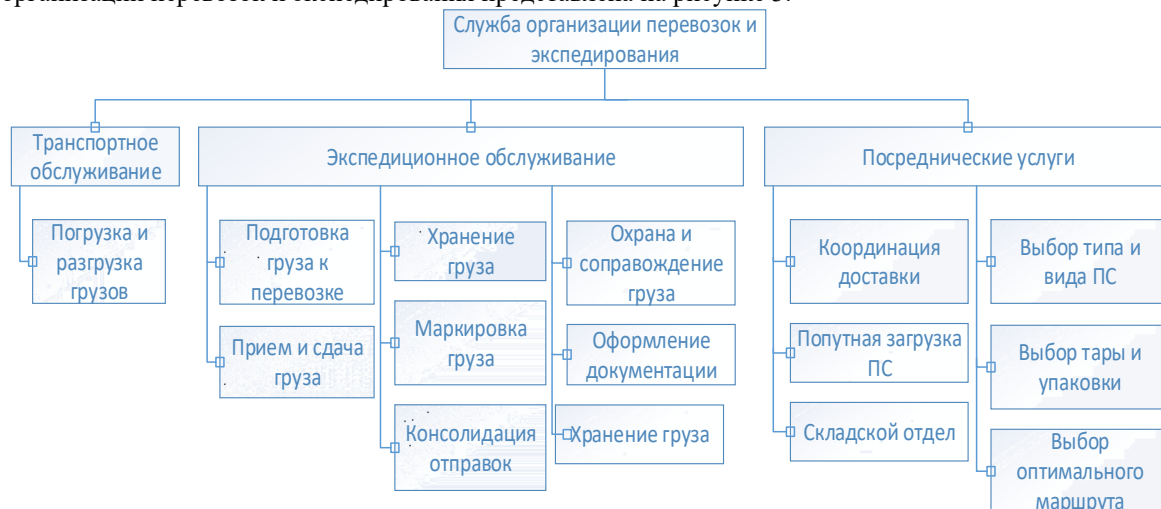 организации перевозок и экспедирования представлена на рисунке 3.
Служба организации перевозок и
экспедирования
Транспортное
обслуживание
Экспедиционное обслуживание
Посреднические услуги
Погрузка и
разгрузка
грузов
Подготовка
груза к
перевозке
Прием и сдача
груза
Хранение
груза
Маркировка
груза
Консолидация
отправок
Охрана и
соправождение
груза
Оформление
документации
Хранение груза
Координация
доставки
Попутная загрузка
ПС
Складской отдел
Выбор типа и
вида ПС
Выбор тары и
упаковки
Выбор
оптимального
маршрута